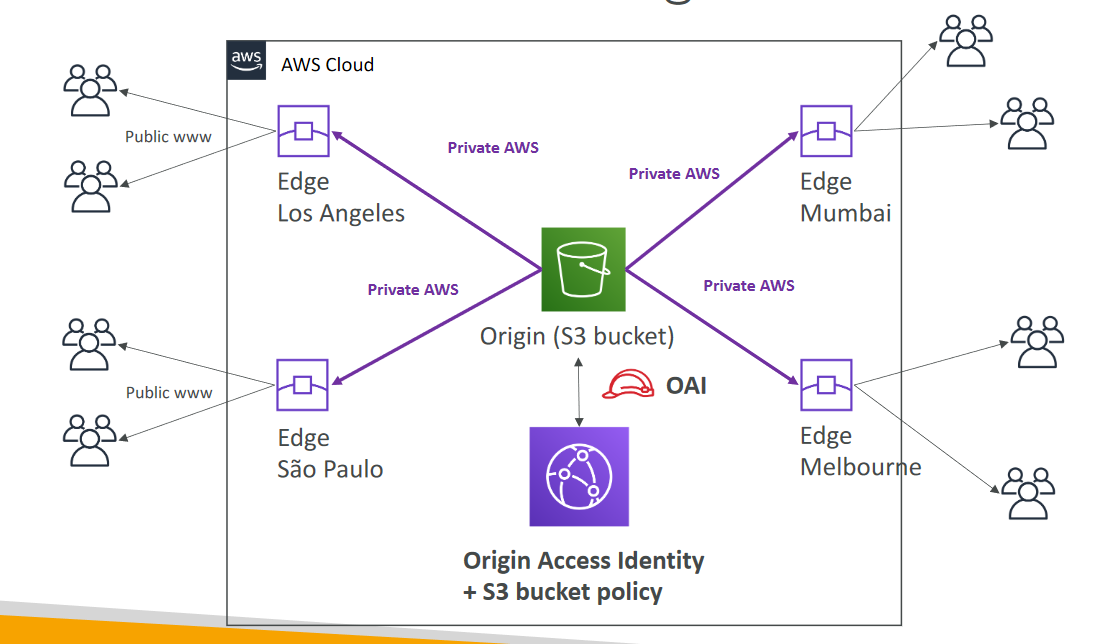 aws
AWS Cloud
Public www
Private AWS
Private AWS
Edge
Los Angeles
Edge
Mumbai
Private AWS
Private AWS
Origin (S3 bucket)
OAI
Public www
Edge
São Paulo
Edge
Melbourne
Origin Access Identity
+ S3 bucket policy